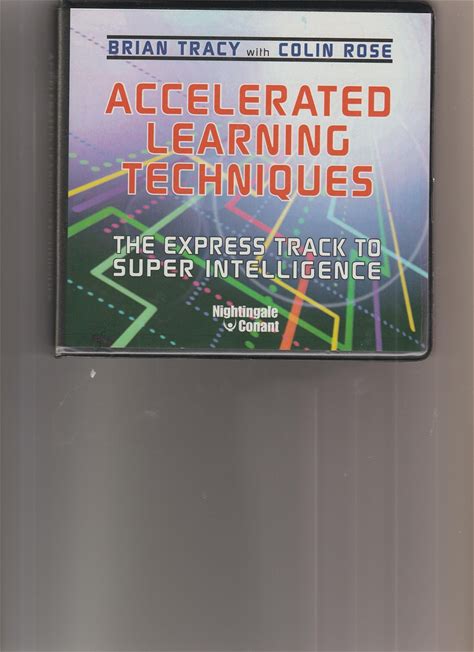 BRIAN TRACY with COLIN ROSE
ACCELERATED
LEARNING
TECHNIQUES
THE EXPRESS TRACK TO
SUPER INTELLIGENCE
Nightingale
Conant